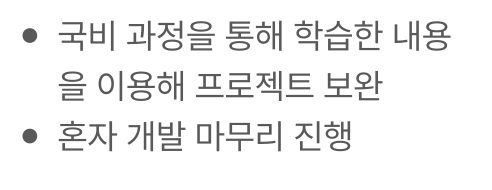 ● 국비 과정을 통해 학습한 내용
을 이용해 프로젝트 보완
● 혼자 개발 마무리 진행